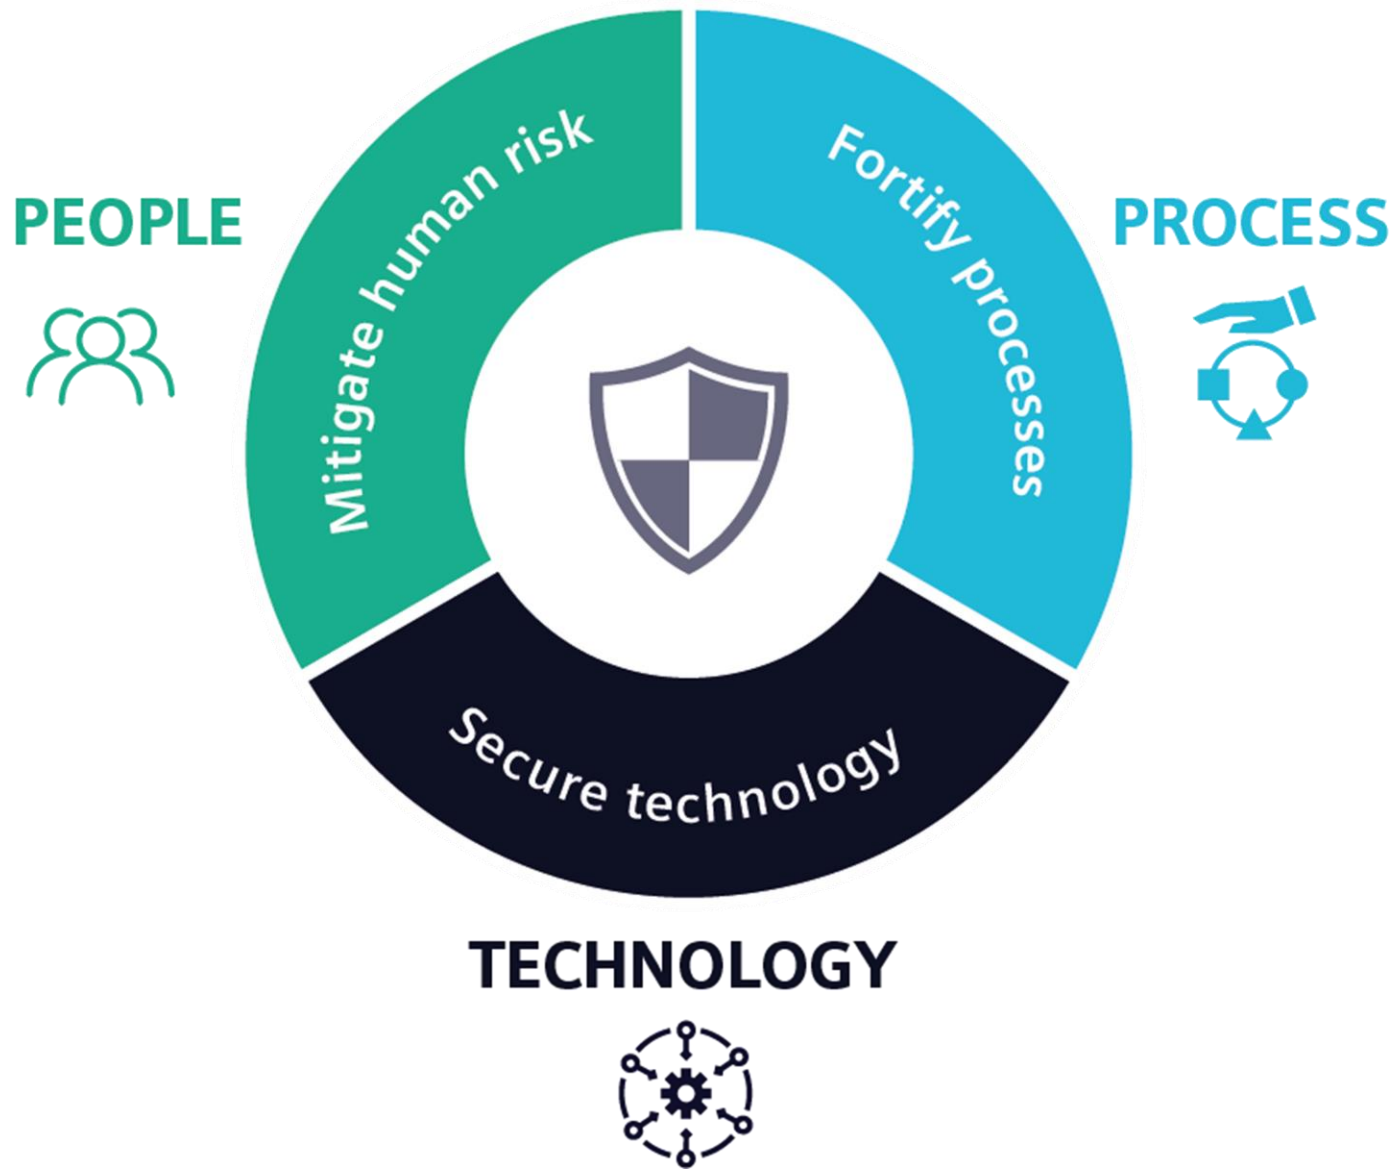 PEOPLE
Mitigate human risk
Fortify processes
PROCESS
Secure technology
TECHNOLOGY